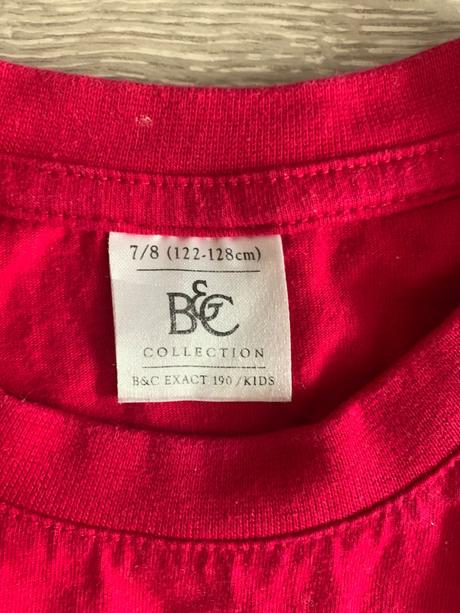 7/8 (122-128cm)
B&C
COLLECTION
B&C EXACT 190/KIDS